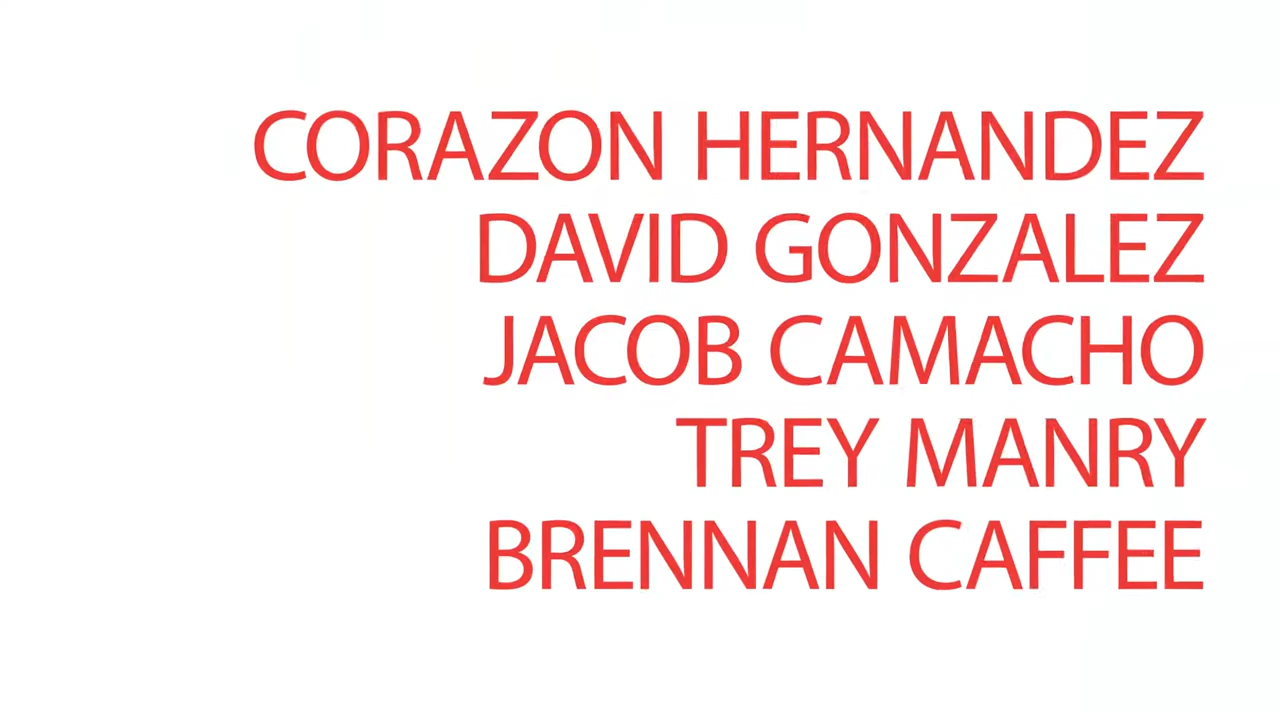 CORAZON HERNANDEZ
DAVID GONZALEZ
JACOB CAMACHO
TREY MANRY
BRENNAN CAFFEE